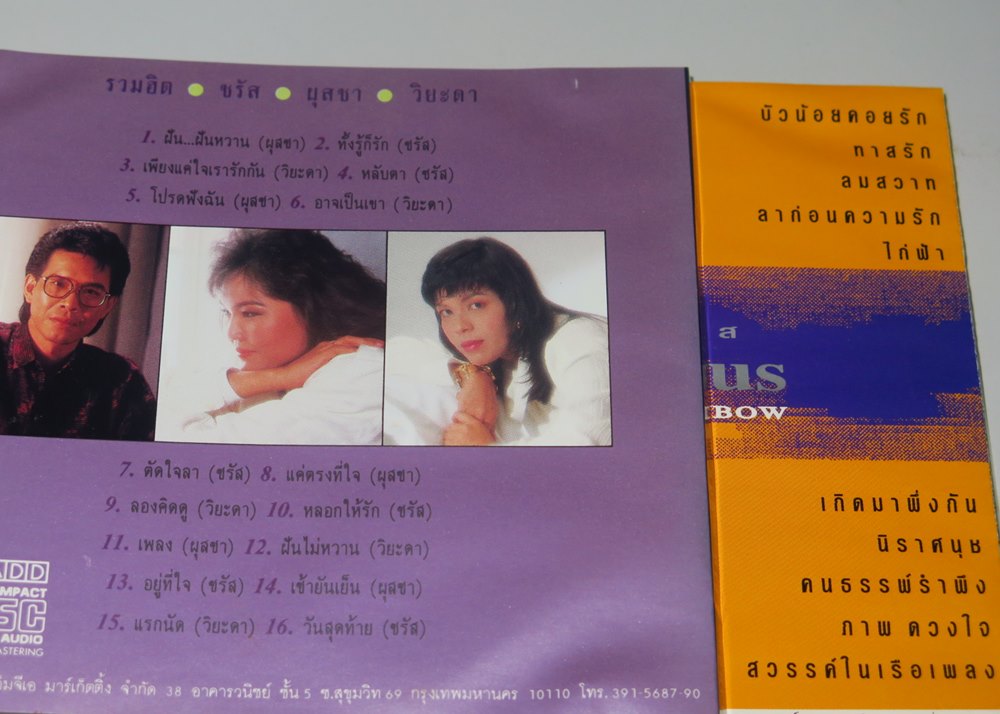 รวมฮิต ● ชรัส ● ผุสชา ● วิยะดา
1. ฝัน...ฝันหวาน (ผุสชา) 2. ทั้งรู้ก็รัก (ชรัส)
3. เพียงแค่ใจเรารักกัน (วิยะดา) 4. หลับตา (ชรัส)
5. โปรดฟังฉัน (ผุสชา) 6. อาจเป็นเขา (วิยะดา)
7. ตัดใจลา (ชรัส) 8. แค่ตรงที่ใจ (ผุสชา)
9. ลองคิดดู (วิยะดา) 10. หลอกให้รัก (ชรัส)
11. เพลง (ผุสชา) 12. ฝันไม่หวาน (วิยะดา)
13. อยู่ที่ใจ (ชรัส) 14. เช้ายันเย็น (ผุสชา)
15. แรกนัด (วิยะดา) 16. วันสุดท้าย (ชรัส)
ADD
OMPACT
SC
AUDIO
ASTERING
อ็มจีเอ มาร์เก็ตติ้ง จำกัด 38 อาคารวนิชย์ ชั้น 5 ซ.สุขุมวิท 69 กรุงเทพมหานคร 10110 โทร. 391-5687-90
บัวน้อยคอยรัก
ทาสรัก
ลมสวาท
ลาก่อนความรัก
ไก่ฟ้า
ส
us
BOW
เกิดมาพึ่งกัน
นิราศนุช
คนธรรพ์รำพึง
ภาพ ดวงใจ
สวรรค์ในเรือเพลง